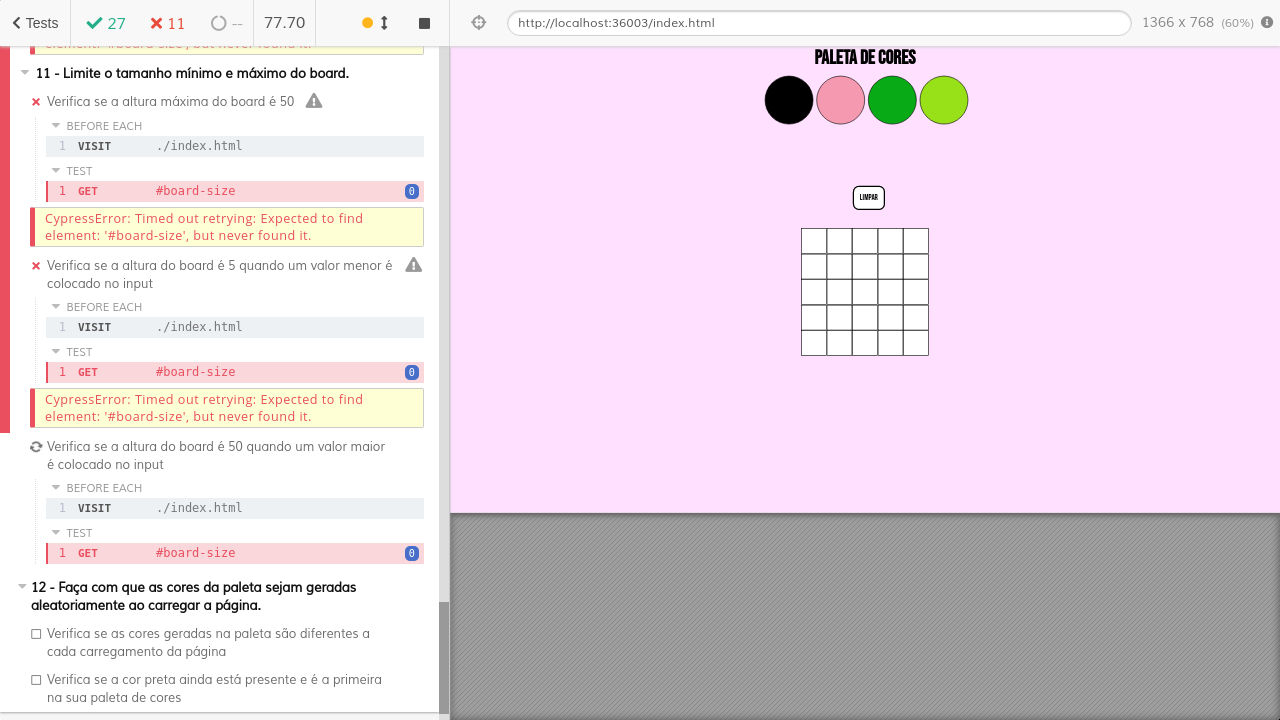 Tests
27
11
--
77.70
http://localhost:36003/index.html
1366 x 768 (60%)
element: '#board-size', but never found it.
11 - Limite o tamanho mínimo e máximo do board.
Verifica se a altura máxima do board é 50
BEFORE EACH
1 VISIT ./index.html
TEST
1 GET #board-size 0
CypressError: Timed out retrying: Expected to find
element: '#board-size', but never found it.
Verifica se a altura do board é 5 quando um valor menor é
colocado no input
BEFORE EACH
1 VISIT ./index.html
TEST
1 GET #board-size 0
CypressError: Timed out retrying: Expected to find
element: '#board-size', but never found it.
Verifica se a altura do board é 50 quando um valor maior
é colocado no input
BEFORE EACH
1 VISIT ./index.html
TEST
1 GET #board-size 0
12 - Faça com que as cores da paleta sejam geradas
aleatoriamente ao carregar a página.
Verifica se as cores geradas na paleta são diferentes a
cada carregamento da página
Verifica se a cor preta ainda está presente e é a primeira
na sua paleta de cores
PALETA DE CORES
LIMPAR